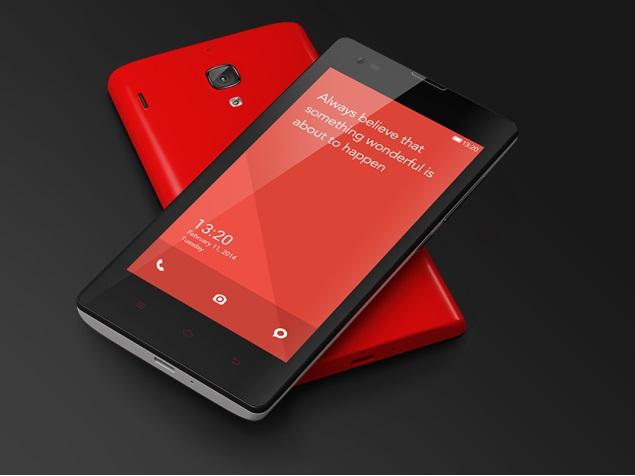 13:20
Always believe that
something wonderful is
about to happen
13:20
February 11, 2014
Tuesday